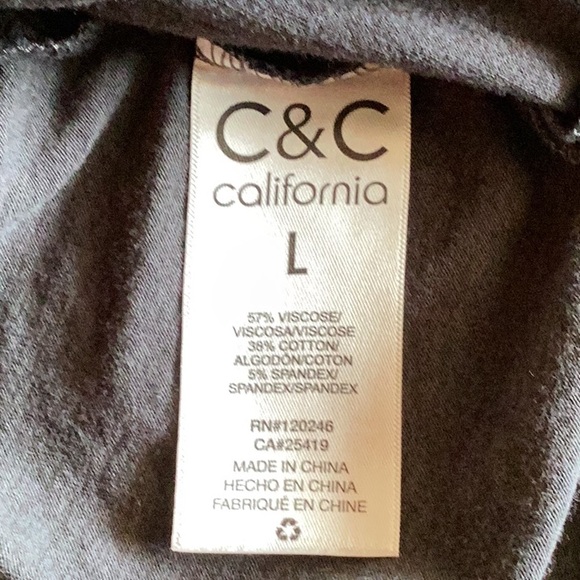 C&C
california
L
57% VISCOSE/
VISCOSA/VISCOSE
38% COTTON/
ALGODÓN/COTON
5% SPANDEX/
SPANDEX/SPANDEX
RN#120246
CA#25419
MADE IN CHINA
HECHO EN CHINA
FABRIQUÉ EN CHINE